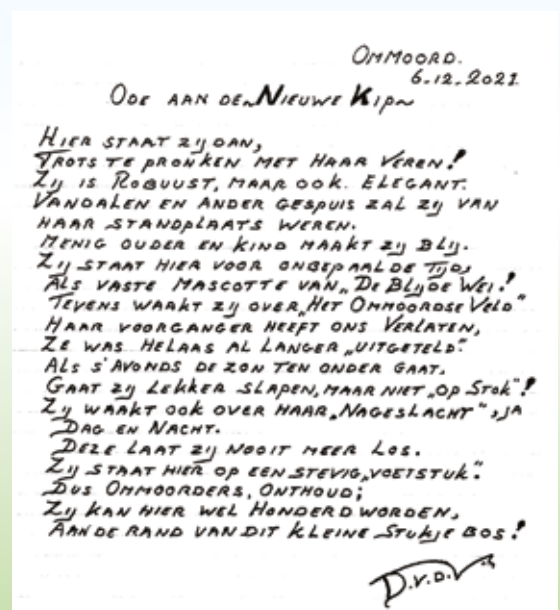 OMMOORD.
6.12.2021
ODE AAN DE NIEUWE KIP~
HIER STAAT ZIJ DAN,
TROTS TE PRONKEN MET HAAR VEREN!
ZIJ IS ROBUUST, MAAR OOK ELEGANT.
VANDALEN EN ANDER GESPUIS ZAL ZIJ VAN
HAAR STANDPLAATS WEREN.
MENIG OUDER EN KIND MAAKT ZIJ BLIJ.
ZIJ STAAT HIER VOOR ONBEPAALDE TIJD,
ALS VASTE MASCOTTE VAN „DE BLIJDE WEI!
TEVENS WAAKT ZIJ OVER „HET OMMOORDSE VELD"
HAAR VOORGANGER HEEFT ONS VERLATEN,
ZE WAS HELAAS AL LANGER „UITGETELD".
ALS S'AVONDS DE ZON TEN ONDER GAAT,
GAAT ZIJ LEKKER SLAPEN, MAAR NIET „OP STOK"!
ZIJ WAAKT OOK OVER HAAR „NAGESLACHT", JA
DAG EN NACHT.
DEZE LAAT ZIJ NOOIT MEER LOS.
ZIJ STAAT HIER OP EEN STEVIG „VOETSTUK".
DUS OMMOORDERS, ONTHOUD;
ZIJ KAN HIER WEL HONDERD WORDEN,
AAN DE RAND VAN DIT KLEINE STUKJE BOS!
D.V.D.V